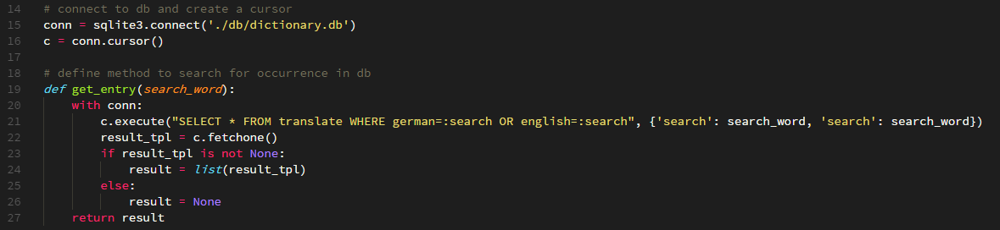 14 # connect to db and create a cursor
15 conn = sqlite3.connect('./db/dictionary.db')
16 c = conn.cursor()
17
18 # define method to search for occurrence in db
19 def get_entry(search_word):
20     with conn:
21         c.execute("SELECT * FROM translate WHERE german=:search OR english=:search", {'search': search_word, 'search': search_word})
22         result_tpl = c.fetchone()
23         if result_tpl is not None:
24             result = list(result_tpl)
25         else:
26             result = None
27     return result